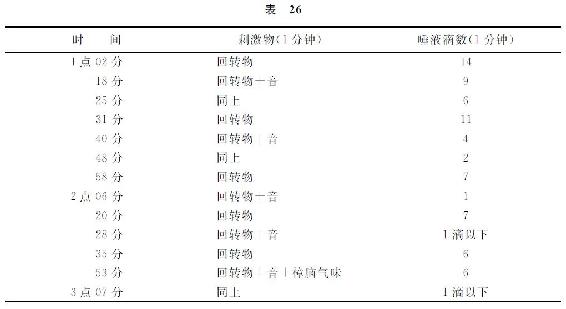 表 26
时 间 刺激物(1分钟) 唾液滴数(1分钟)
1点02分 回转物 14
18分 回转物+音 9
25分 同上 6
31分 回转物 11
40分 回转物+音 4
48分 同上 2
58分 回转物 7
2点06分 回转物+音 1
20分 回转物 7
28分 回转物+音 1滴以下
35分 回转物 6
53分 回转物+音+樟脑气味 6
3点07分 同上 1滴以下